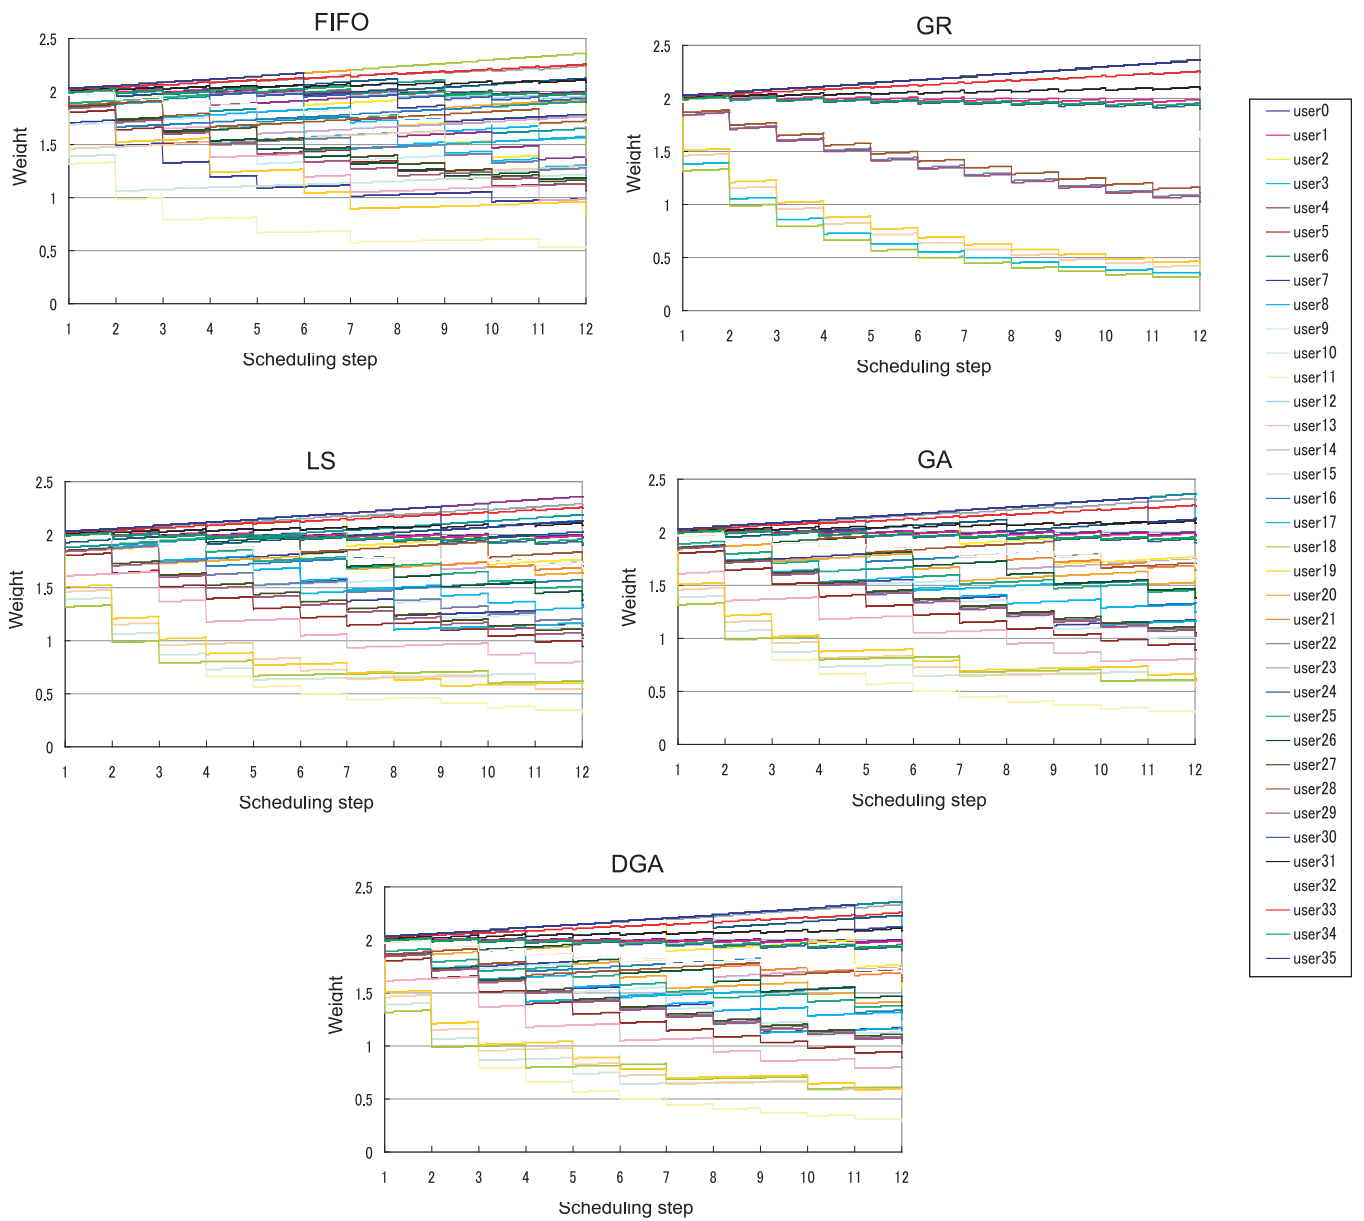 FIFO
2.5
2
1.5
1
0.5
0
Weight
1 2 3 4 5 6 7 8 9 10 11 12
Scheduling step
GR
2.5
2
1.5
1
0.5
0
Weight
1 2 3 4 5 6 7 8 9 10 11 12
Scheduling step
LS
2.5
2
1.5
1
0.5
0
Weight
1 2 3 4 5 6 7 8 9 10 11 12
Scheduling step
GA
2.5
2
1.5
1
0.5
0
Weight
1 2 3 4 5 6 7 8 9 10 11 12
Scheduling step
DGA
2.5
2
1.5
1
0.5
0
Weight
1 2 3 4 5 6 7 8 9 10 11 12
Scheduling step
user0
user1
user2
user3
user4
user5
user6
user7
user8
user9
user10
user11
user12
user13
user14
user15
user16
user17
user18
user19
user20
user21
user22
user23
user24
user25
user26
user27
user28
user29
user30
user31
user32
user33
user34
user35